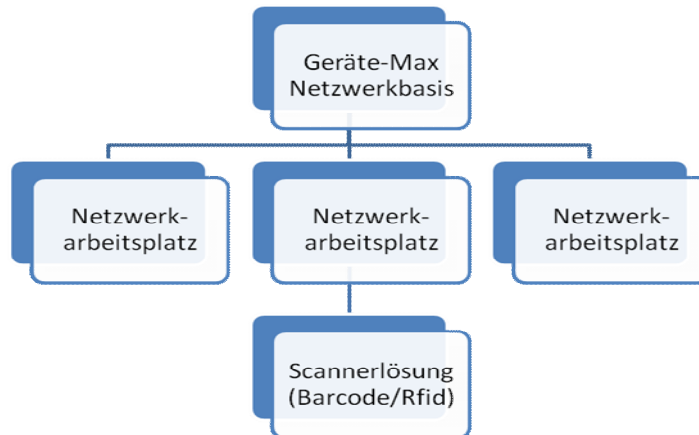 Geräte-Max
Netzwerkbasis
Netzwerk-
arbeitsplatz
Netzwerk-
arbeitsplatz
Netzwerk-
arbeitsplatz
Scannerlösung
(Barcode/Rfid)